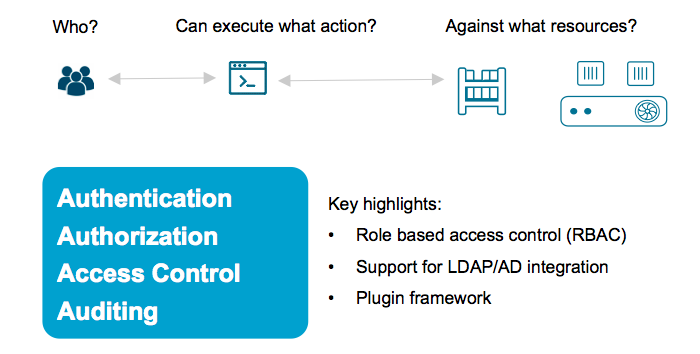 Who?
Can execute what action?
Against what resources?
>_
Authentication
Authorization
Access Control
Auditing
Key highlights:
• Role based access control (RBAC)
• Support for LDAP/AD integration
• Plugin framework